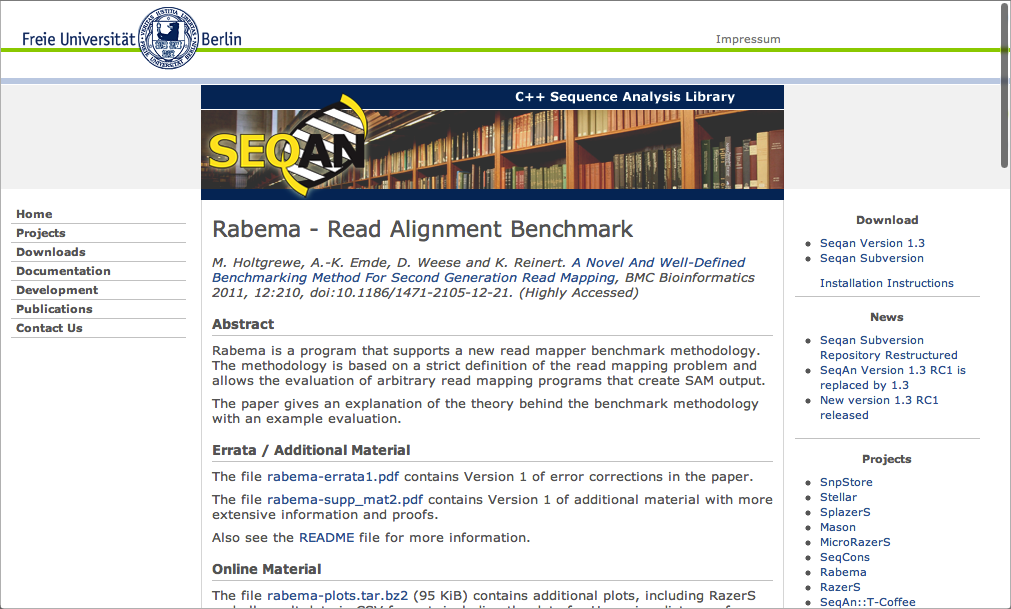 Freie Universität Berlin
Impressum
C++ Sequence Analysis Library
SEQAN
Home
Projects
Downloads
Documentation
Development
Publications
Contact Us
Rabema - Read Alignment Benchmark
M. Holtgrewe, A.-K. Emde, D. Weese and K. Reinert. A Novel And Well-Defined
Benchmarking Method For Second Generation Read Mapping, BMC Bioinformatics
2011, 12:210, doi:10.1186/1471-2105-12-21. (Highly Accessed)
Abstract
Rabema is a program that supports a new read mapper benchmark methodology.
The methodology is based on a strict definition of the read mapping problem and
allows the evaluation of arbitrary read mapping programs that create SAM output.
The paper gives an explanation of the theory behind the benchmark methodology
with an example evaluation.
Errata / Additional Material
The file rabema-errata1.pdf contains Version 1 of error corrections in the paper.
The file rabema-supp_mat2.pdf contains Version 1 of additional material with more
extensive information and proofs.
Also see the README file for more information.
Online Material
The file rabema-plots.tar.bz2 (95 KiB) contains additional plots, including RazerS
Download
Seqan Version 1.3
Seqan Subversion
Installation Instructions
News
Seqan Subversion
Repository Restructured
SeqAn Version 1.3 RC1 is
replaced by 1.3
New version 1.3 RC1
released
Projects
SnpStore
Stellar
SplazerS
Mason
MicroRazerS
SeqCons
Rabema
RazerS
SeqAn::T-Coffee